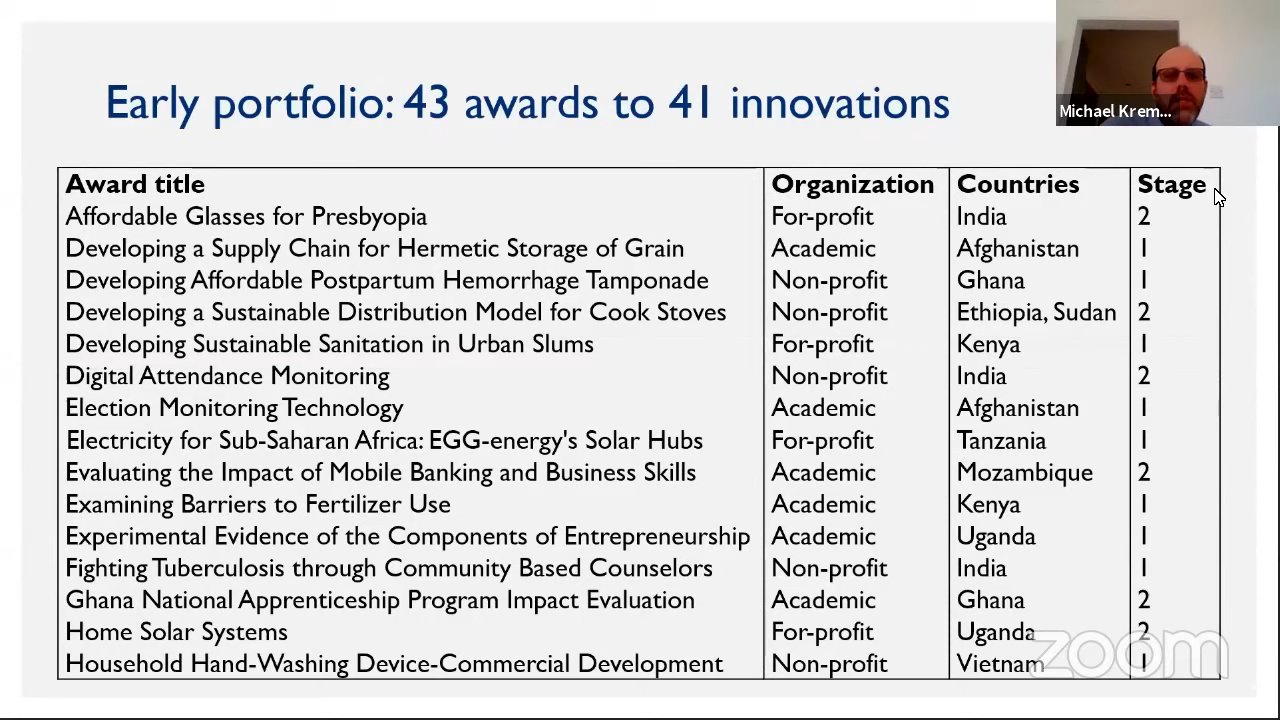 Early portfolio: 43 awards to 41 innovations
Michael Krem...
Award title Organization Countries Stage
Affordable Glasses for Presbyopia For-profit India 2
Developing a Supply Chain for Hermetic Storage of Grain Academic Afghanistan 1
Developing Affordable Postpartum Hemorrhage Tamponade Non-profit Ghana 1
Developing a Sustainable Distribution Model for Cook Stoves Non-profit Ethiopia, Sudan 2
Developing Sustainable Sanitation in Urban Slums For-profit Kenya 1
Digital Attendance Monitoring Non-profit India 2
Election Monitoring Technology Academic Afghanistan 1
Electricity for Sub-Saharan Africa: EGG-energy's Solar Hubs For-profit Tanzania 1
Evaluating the Impact of Mobile Banking and Business Skills Academic Mozambique 2
Examining Barriers to Fertilizer Use Academic Kenya 1
Experimental Evidence of the Components of Entrepreneurship Academic Uganda 1
Fighting Tuberculosis through Community Based Counselors Non-profit India 1
Ghana National Apprenticeship Program Impact Evaluation Academic Ghana 2
Home Solar Systems For-profit Uganda 2
Household Hand-Washing Device-Commercial Development Non-profit Vietnam 1
zoom